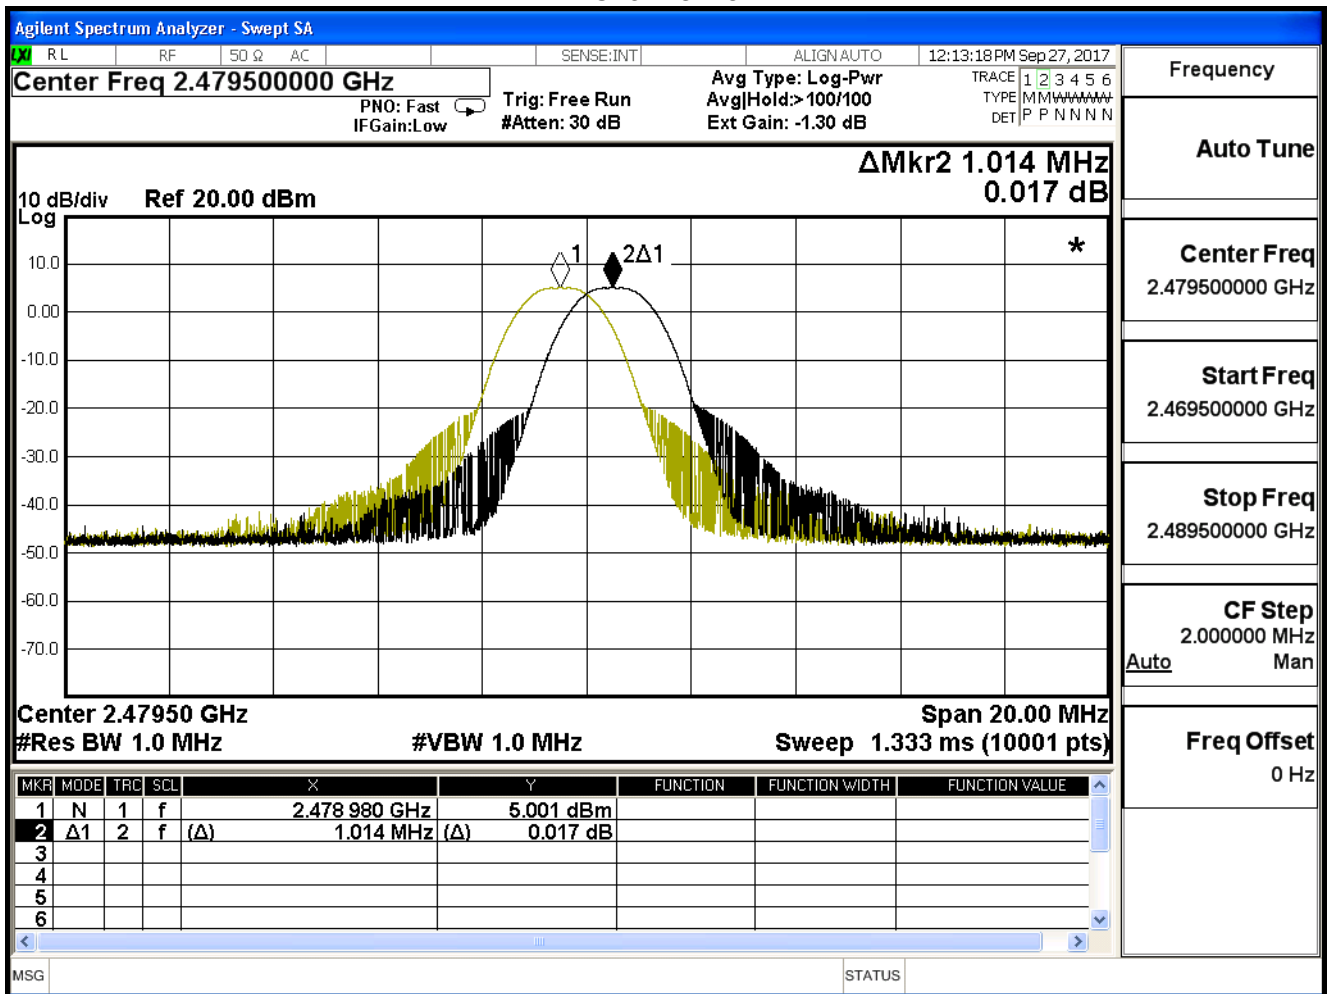 Agilent Spectrum Analyzer - Swept SA
LXI RL RF 50 Ω AC SENSE:INT ALIGN AUTO 12:13:18 PM Sep 27, 2017
Center Freq 2.479500000 GHz
PNO: Fast
IFGain:Low
Trig: Free Run
#Atten: 30 dB
Avg Type: Log-Pwr
Avg|Hold:> 100/100
Ext Gain: -1.30 dB
TRACE 1 2 3 4 5 6
TYPE MMWWWW
DET P P N N N N
ΔMkr2 1.014 MHz
0.017 dB
10 dB/div Ref 20.00 dBm
Log
10.0
0.00
-10.0
-20.0
-30.0
-40.0
-50.0
-60.0
-70.0
1
2Δ1
*
Center 2.47950 GHz Span 20.00 MHz
#Res BW 1.0 MHz #VBW 1.0 MHz Sweep 1.333 ms (10001 pts)
MKR MODE TRC SCL X Y FUNCTION FUNCTION WIDTH FUNCTION VALUE
1 N 1 f 2.478 980 GHz 5.001 dBm
2 Δ1 2 f (Δ) 1.014 MHz (Δ) 0.017 dB
3
4
5
6
MSG STATUS
Frequency
Auto Tune
Center Freq
2.479500000 GHz
Start Freq
2.469500000 GHz
Stop Freq
2.489500000 GHz
CF Step
2.000000 MHz
Auto Man
Freq Offset
0 Hz